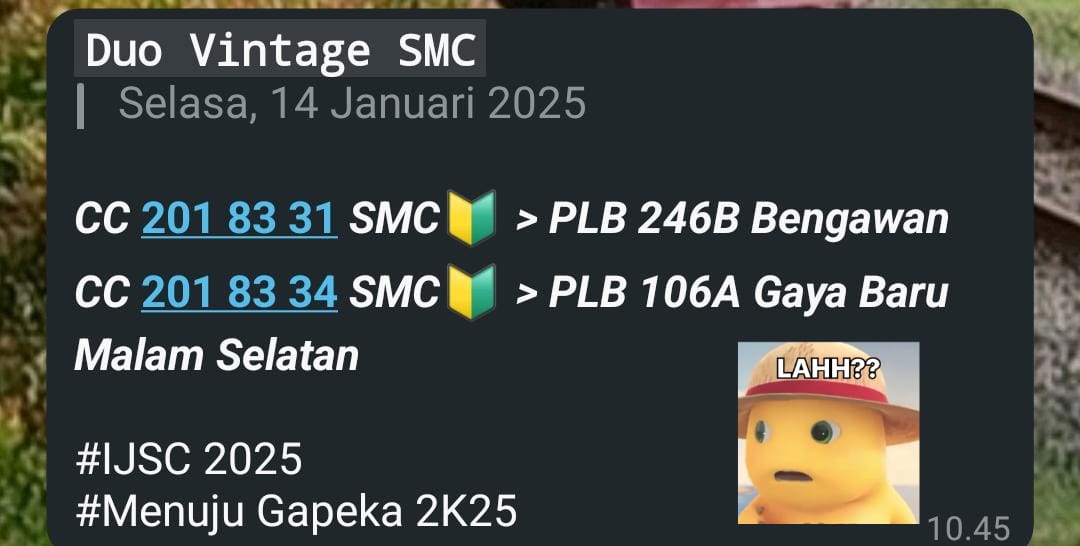 Duo Vintage SMC
Selasa, 14 Januari 2025
CC 201 83 31 SMC🔰 > PLB 246B Bengawan
CC 201 83 34 SMC🔰 > PLB 106A Gaya Baru
Malam Selatan
LAHH??
#IJSC 2025
#Menuju Gapeka 2K25
10.45